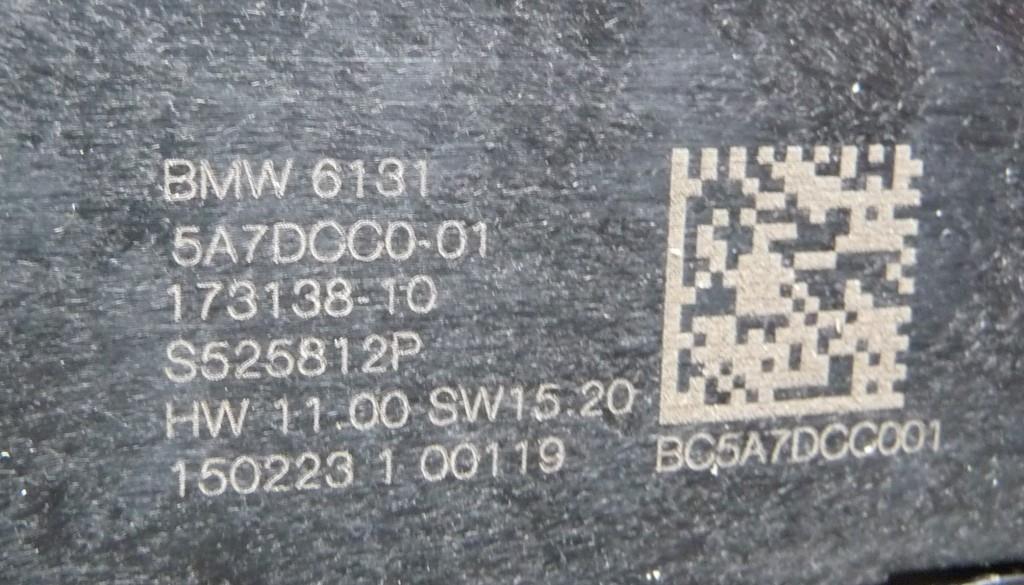 BMW 6131
5A7DCC0-01
173138-10
S525812P
HW 11.00 SW15.20
150223 1 00119
BC5A7DCC001